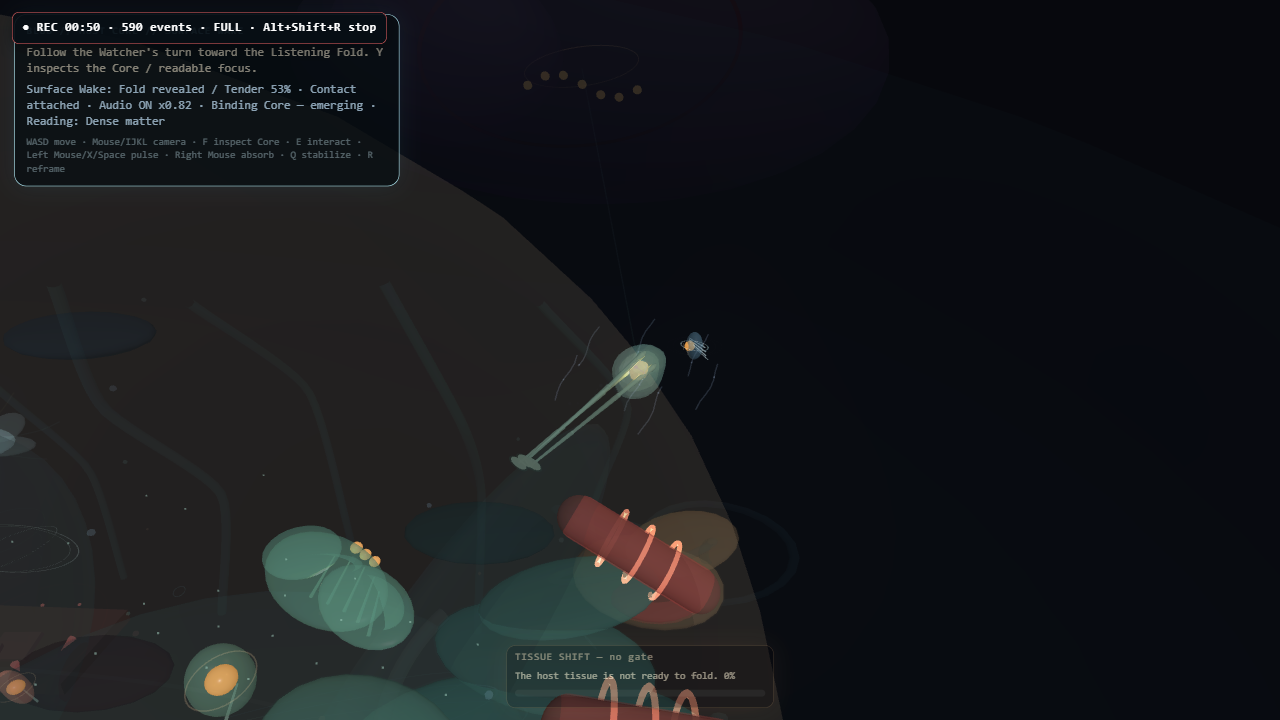 ● REC 00:50 · 590 events · FULL · Alt+Shift+R stop
Follow the Watcher's turn toward the Listening Fold. Y
inspects the Core / readable focus.
Surface Wake: Fold revealed / Tender 53% · Contact
attached · Audio ON x0.82 · Binding Core — emerging ·
Reading: Dense matter
WASD move · Mouse/IJKL camera · F inspect Core · E interact ·
Left Mouse/X/Space pulse · Right Mouse absorb · Q stabilize · R
reframe
TISSUE SHIFT — no gate
The host tissue is not ready to fold. 0%